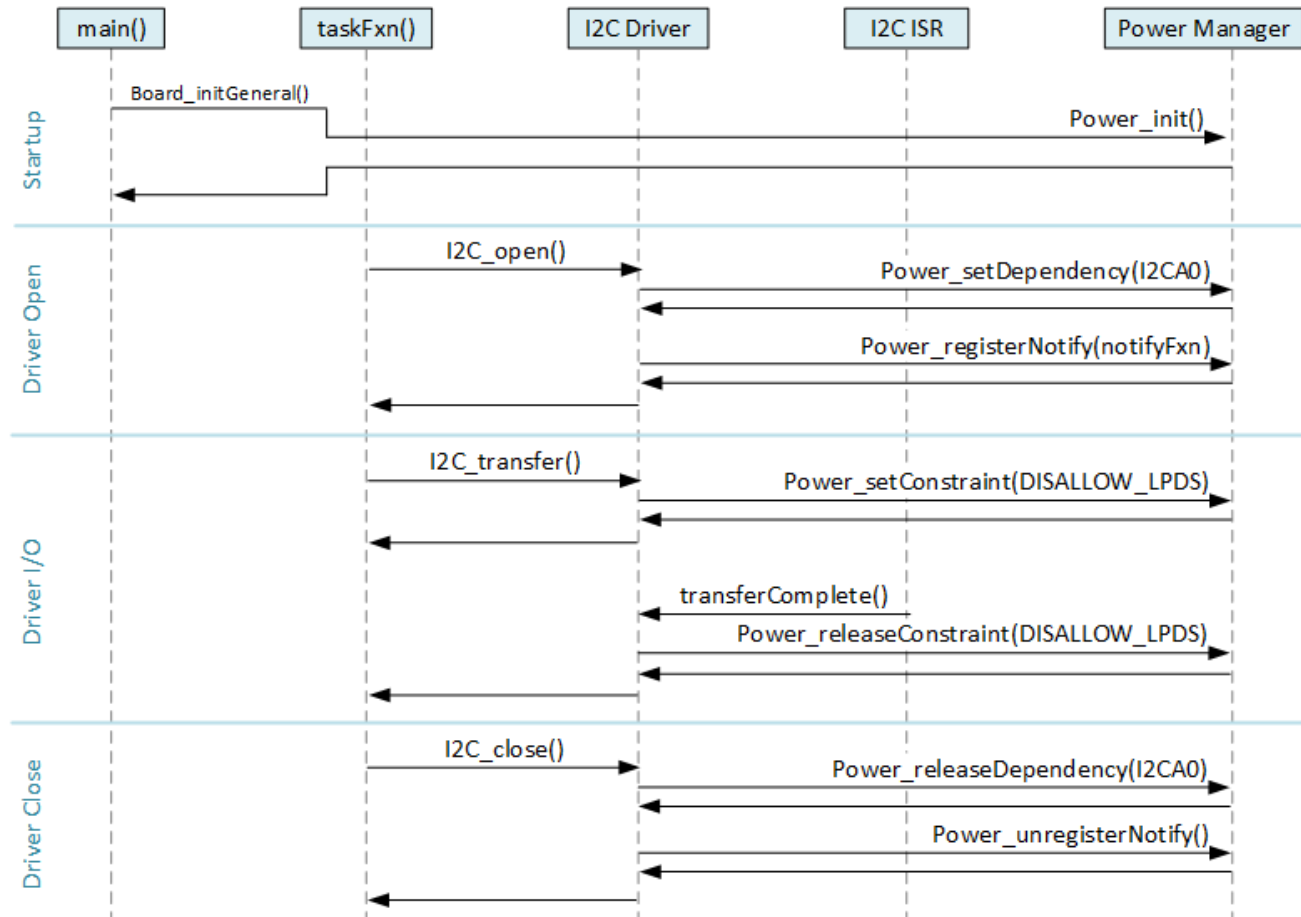 main()
taskFxn()
I2C Driver
I2C ISR
Power Manager
Startup
Board_initGeneral()
Power_init()
Driver Open
I2C_open()
Power_setDependency(I2CA0)
Power_registerNotify(notifyFxn)
Driver I/O
I2C_transfer()
Power_setConstraint(DISALLOW_LPDS)
transferComplete()
Power_releaseConstraint(DISALLOW_LPDS)
Driver Close
I2C_close()
Power_releaseDependency(I2CA0)
Power_unregisterNotify()